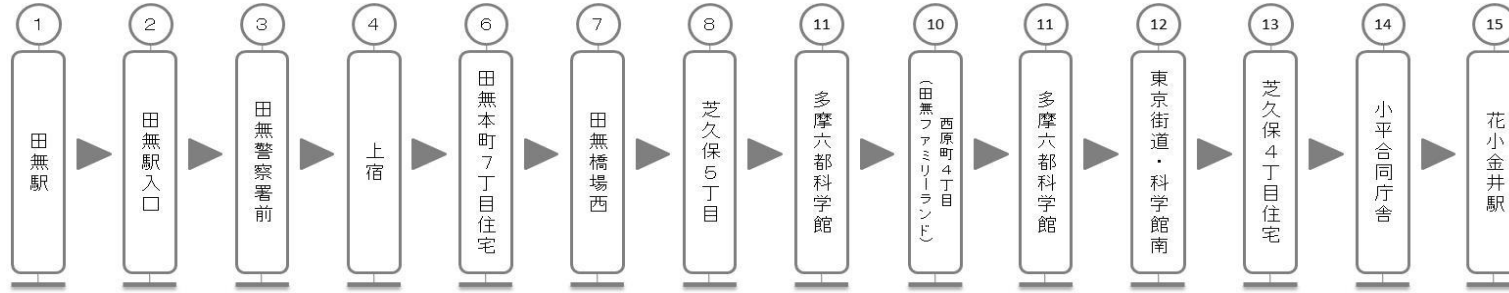 1
田無駅
2
田無駅入口
3
田無警察署前
4
上宿
6
田無本町7丁目住宅
7
田無橋場西
8
芝久保5丁目
11
多摩六都科学館
10
西原町4丁目
(田無ファミリーランド)
11
多摩六都科学館
12
東京街道・科学館南
13
芝久保4丁目住宅
14
小平合同庁舎
15
花小金井駅